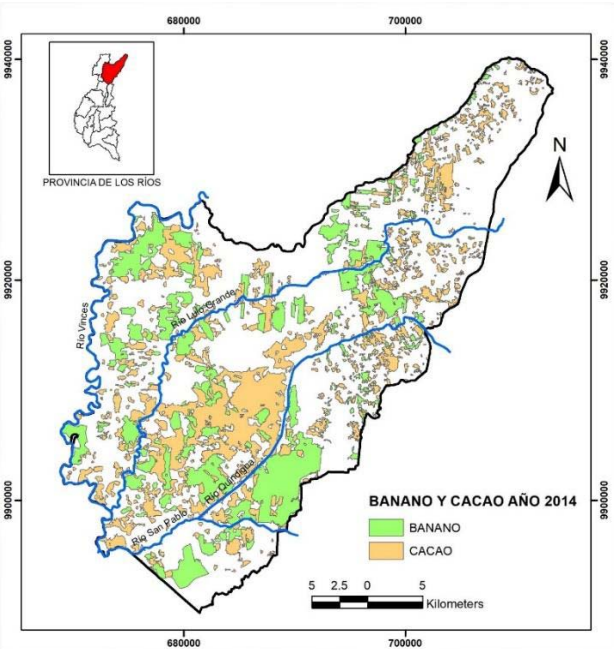 680000
700000
9940000
9940000
PROVINCIA DE LOS RÍOS
N
9920000
9920000
Río Vinces
Río Lulo Grande
Río Quindigua
Río San Pablo
9900000
9900000
BANANO Y CACAO AÑO 2014
BANANO
CACAO
5 2.5 0 5
Kilometers
680000
700000